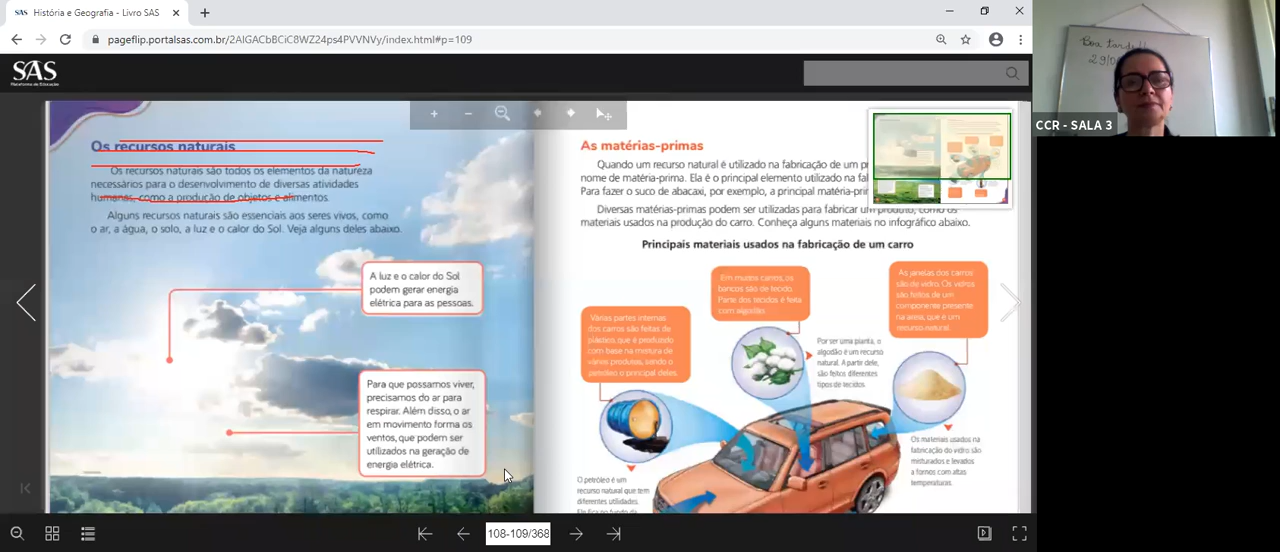 SAS História e Geografia - Livro SAS
pageflip.portalsas.com.br/2AIGACbBCiC8WZ24ps4PVVNVy/index.html#p=109
SAS
Plataforma de Educação
Os recursos naturais
Os recursos naturais são todos os elementos da natureza
necessários para o desenvolvimento de diversas atividades
humanas, como a produção de objetos e alimentos.
Alguns recursos naturais são essenciais aos seres vivos, como
o ar, a água, o solo, a luz e o calor do Sol. Veja alguns deles abaixo.
A luz e o calor do Sol
podem gerar energia
elétrica para as pessoas.
Para que possamos viver,
precisamos do ar para
respirar. Além disso, o ar
em movimento forma os
ventos, que podem ser
utilizados na geração de
energia elétrica.
As matérias-primas
Quando um recurso natural é utilizado na fabricação de um
nome de matéria-prima. Ela é o principal elemento utilizado na
Para fazer o suco de abacaxi, por exemplo, a principal
Diversas matérias-primas podem ser utilizadas para fabricar um produto, como os
materiais usados na produção do carro. Conheça alguns materiais no infográfico abaixo.
Principais materiais usados na fabricação de um carro
Várias partes internas
dos carros são feitas de
plástico, que é produzido
com base na mistura de
vários produtos, sendo o
petróleo o principal deles.
Em muitos carros, os
bancos são de tecido.
Parte dos tecidos é feita
com algodão.
As janelas dos carros
são de vidro. Os vidros
são feitos de um
componente presente
na areia, que é um
recurso natural.
Por ser uma planta, o
algodão é um recurso
natural. A partir dele,
são feitos diferentes
tipos de tecidos.
Os materiais usados na
fabricação do vidro são
misturados e levados
a fornos com altas
temperaturas.
O petróleo é um
recurso natural que tem
diferentes utilidades.
Ele fica no fundo da
108-109/368
Boa tarde
CCR - SALA 3